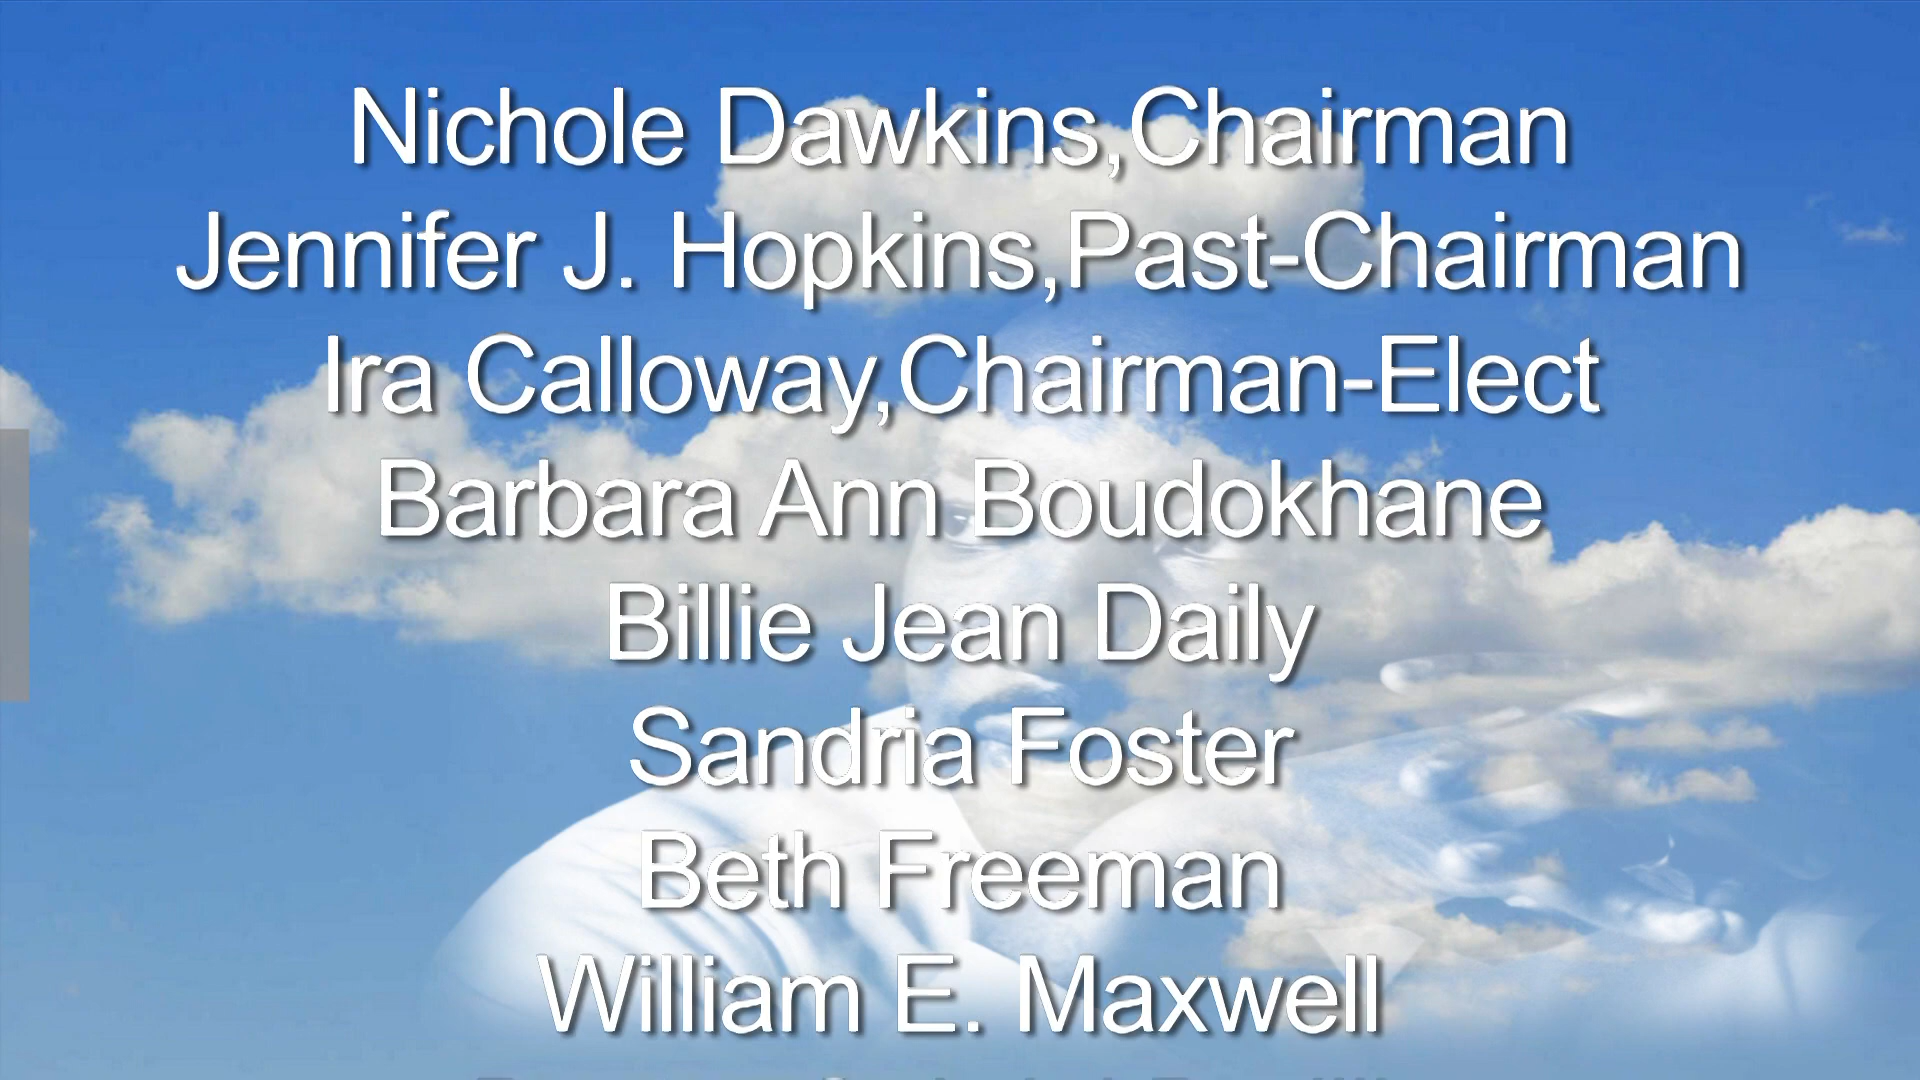 Nichole Dawkins,Chairman
Jennifer J. Hopkins,Past-Chairman
Ira Calloway,Chairman-Elect
Barbara Ann Boudokhane
Billie Jean Daily
Sandria Foster
Beth Freeman
William E. Maxwell